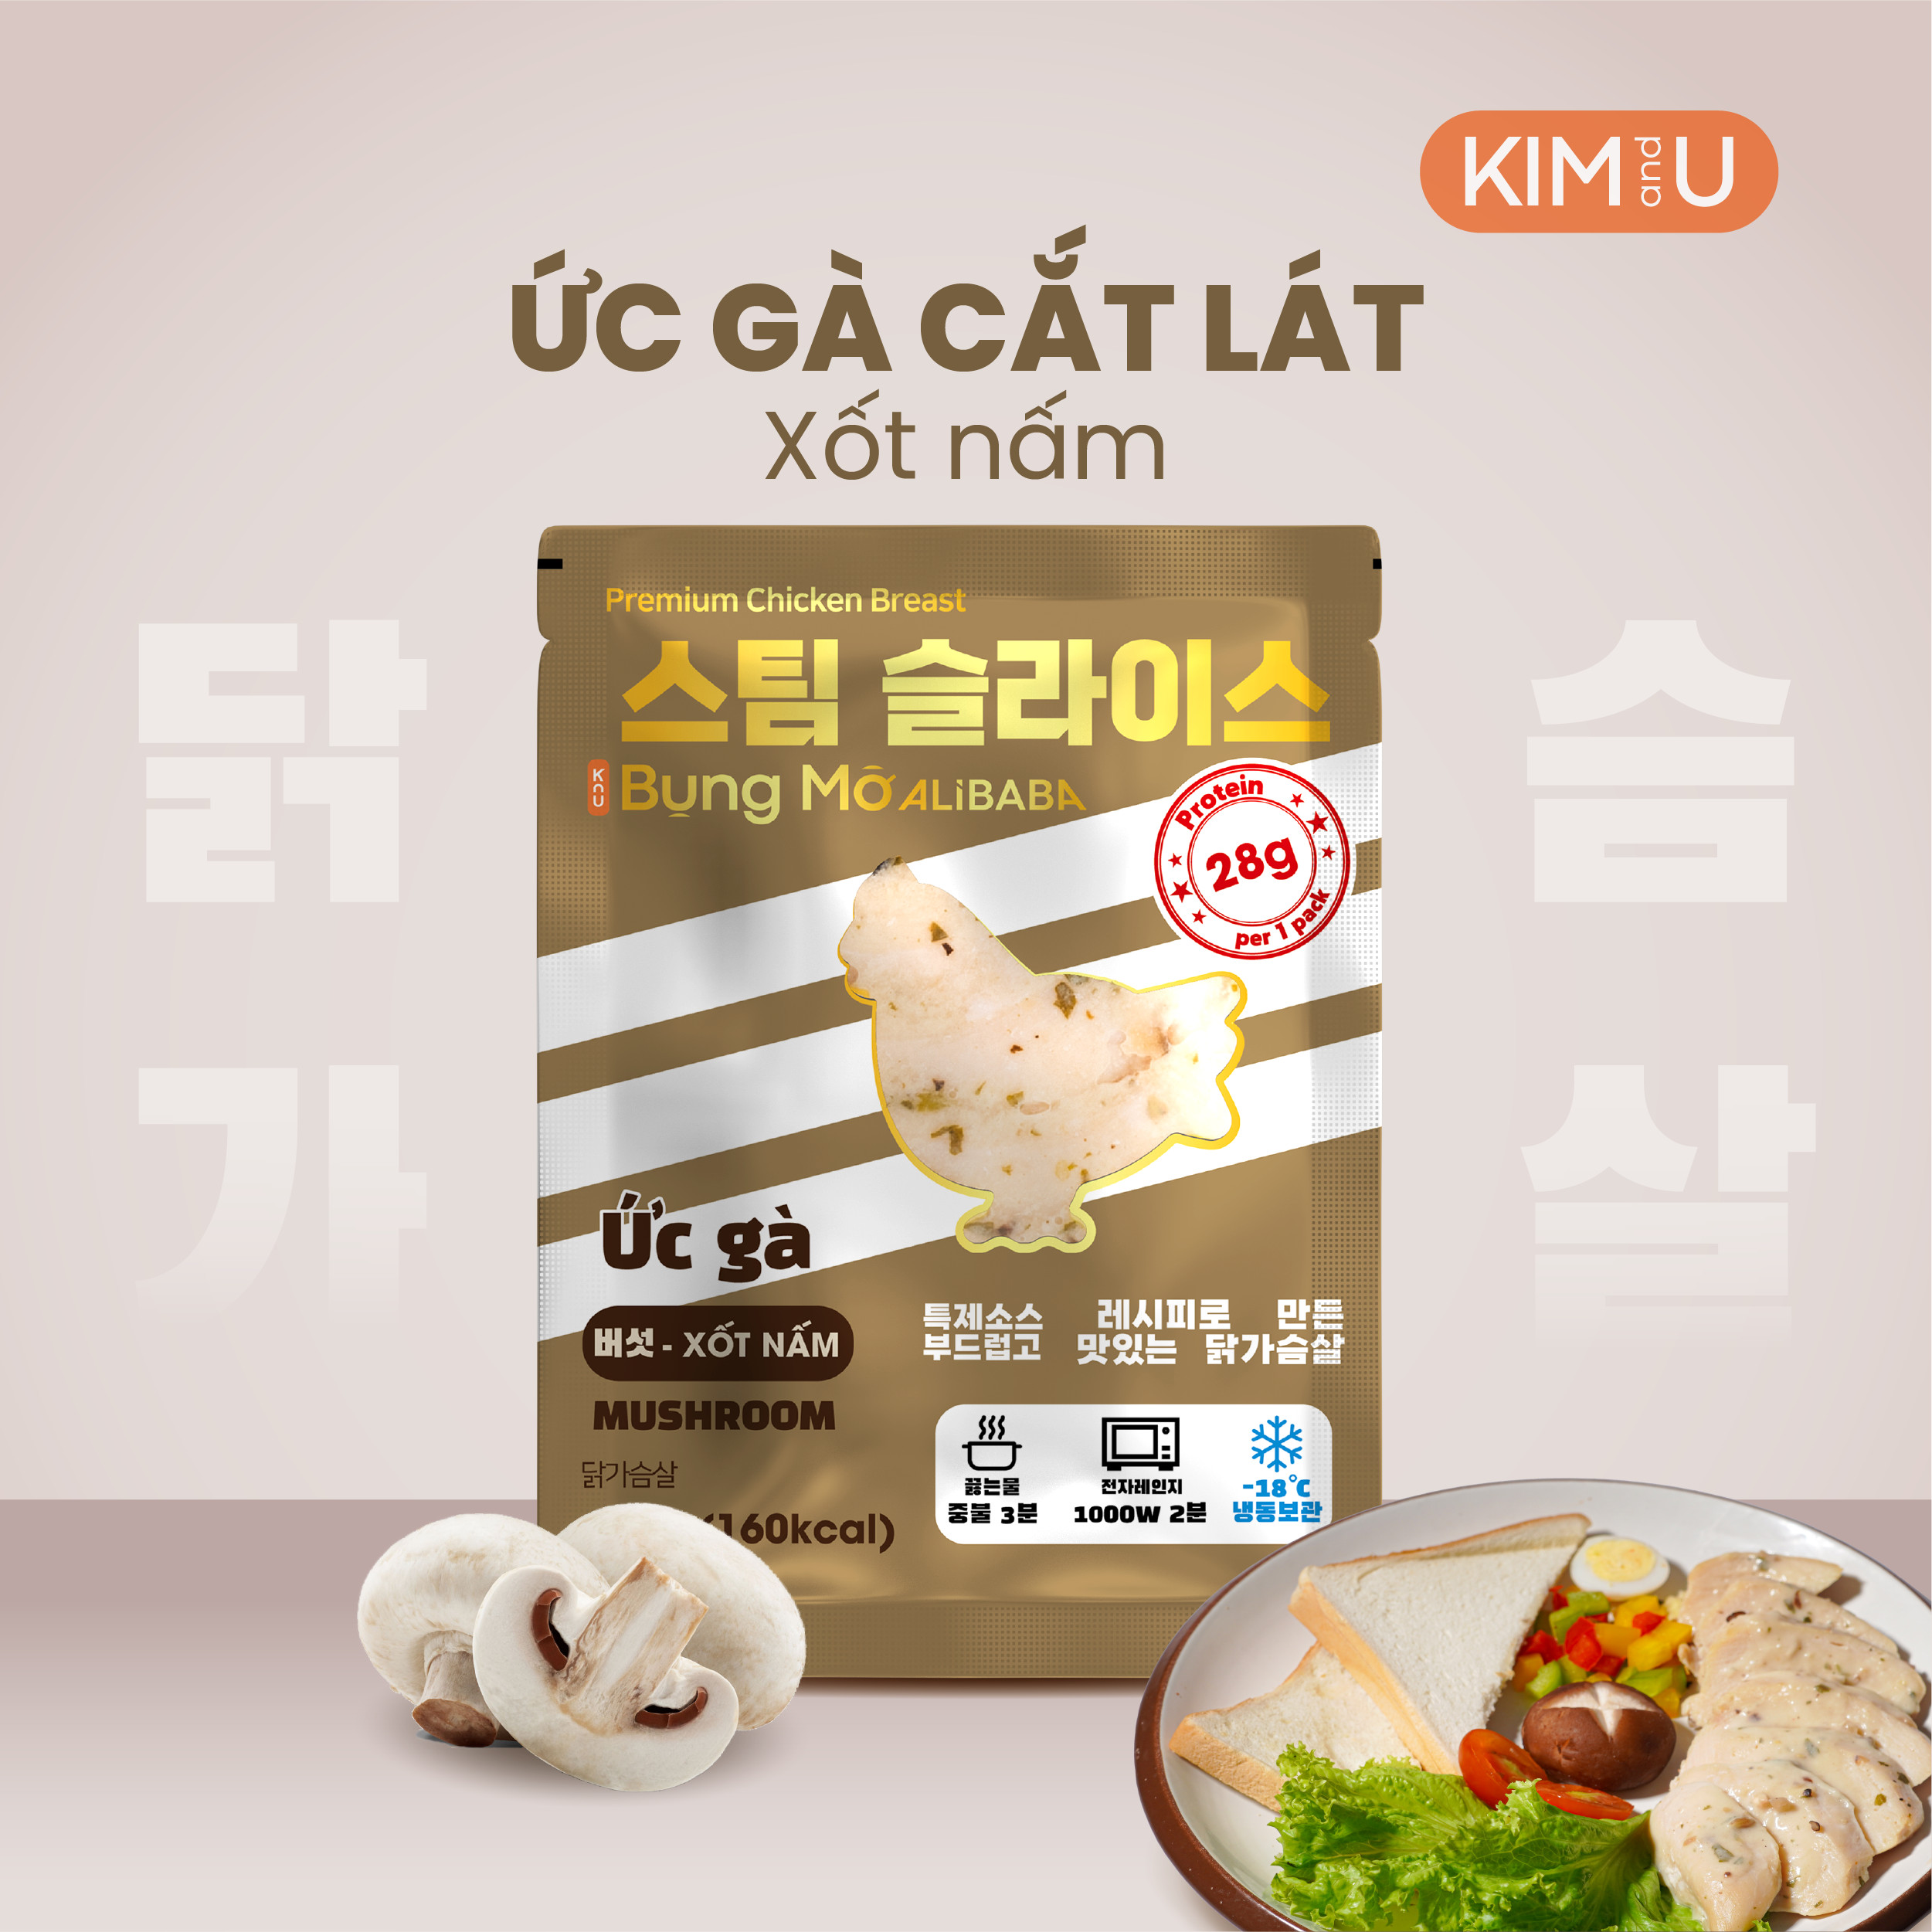 KIM and U
ỨC GÀ CẮT LÁT
Xốt nấm
닭 가 슴 살
Premium Chicken Breast
스팀 슬라이스
KnU Bụng Mỡ ALiBABA
Protein
28g
per 1 pack
Ức gà
버섯 - XỐT NẤM
MUSHROOM
닭가슴살
160kcal)
특제소스 레시피로 만든
부드럽고 맛있는 닭가슴살
끓는물
중불 3분
전자레인지
1000W 2분
-18°C
냉동보관